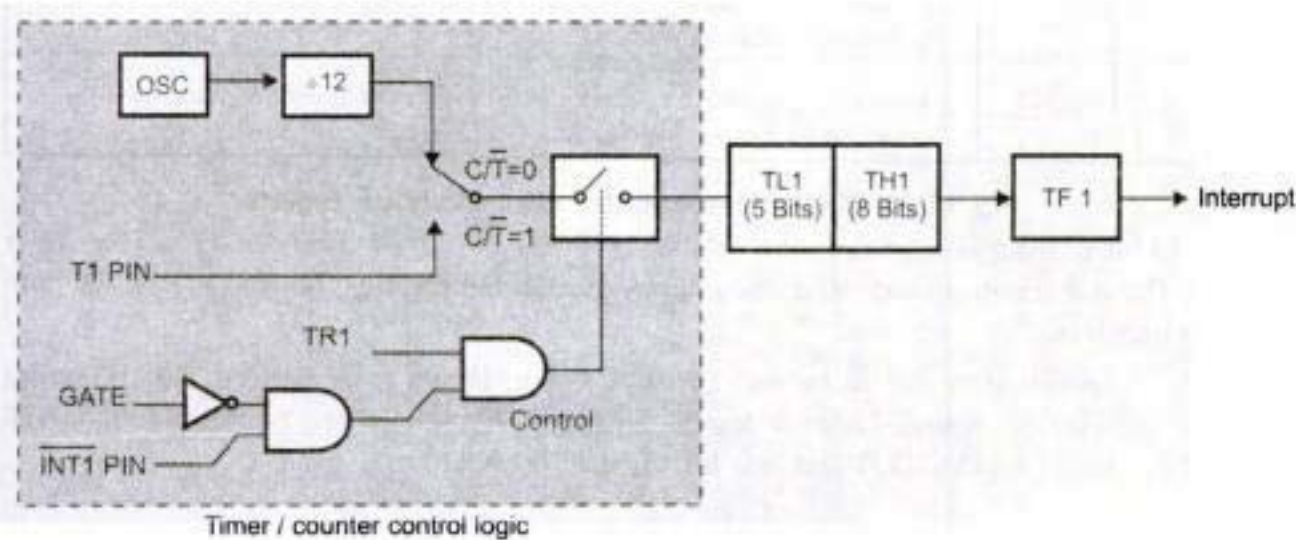 OSC
÷12
C/T̅=0
C/T̅=1
T1 PIN
TL1
(5 Bits)
TH1
(8 Bits)
TF 1
Interrupt
TR1
GATE
I̅N̅T̅1̅ PIN
Control
Timer / counter control logic